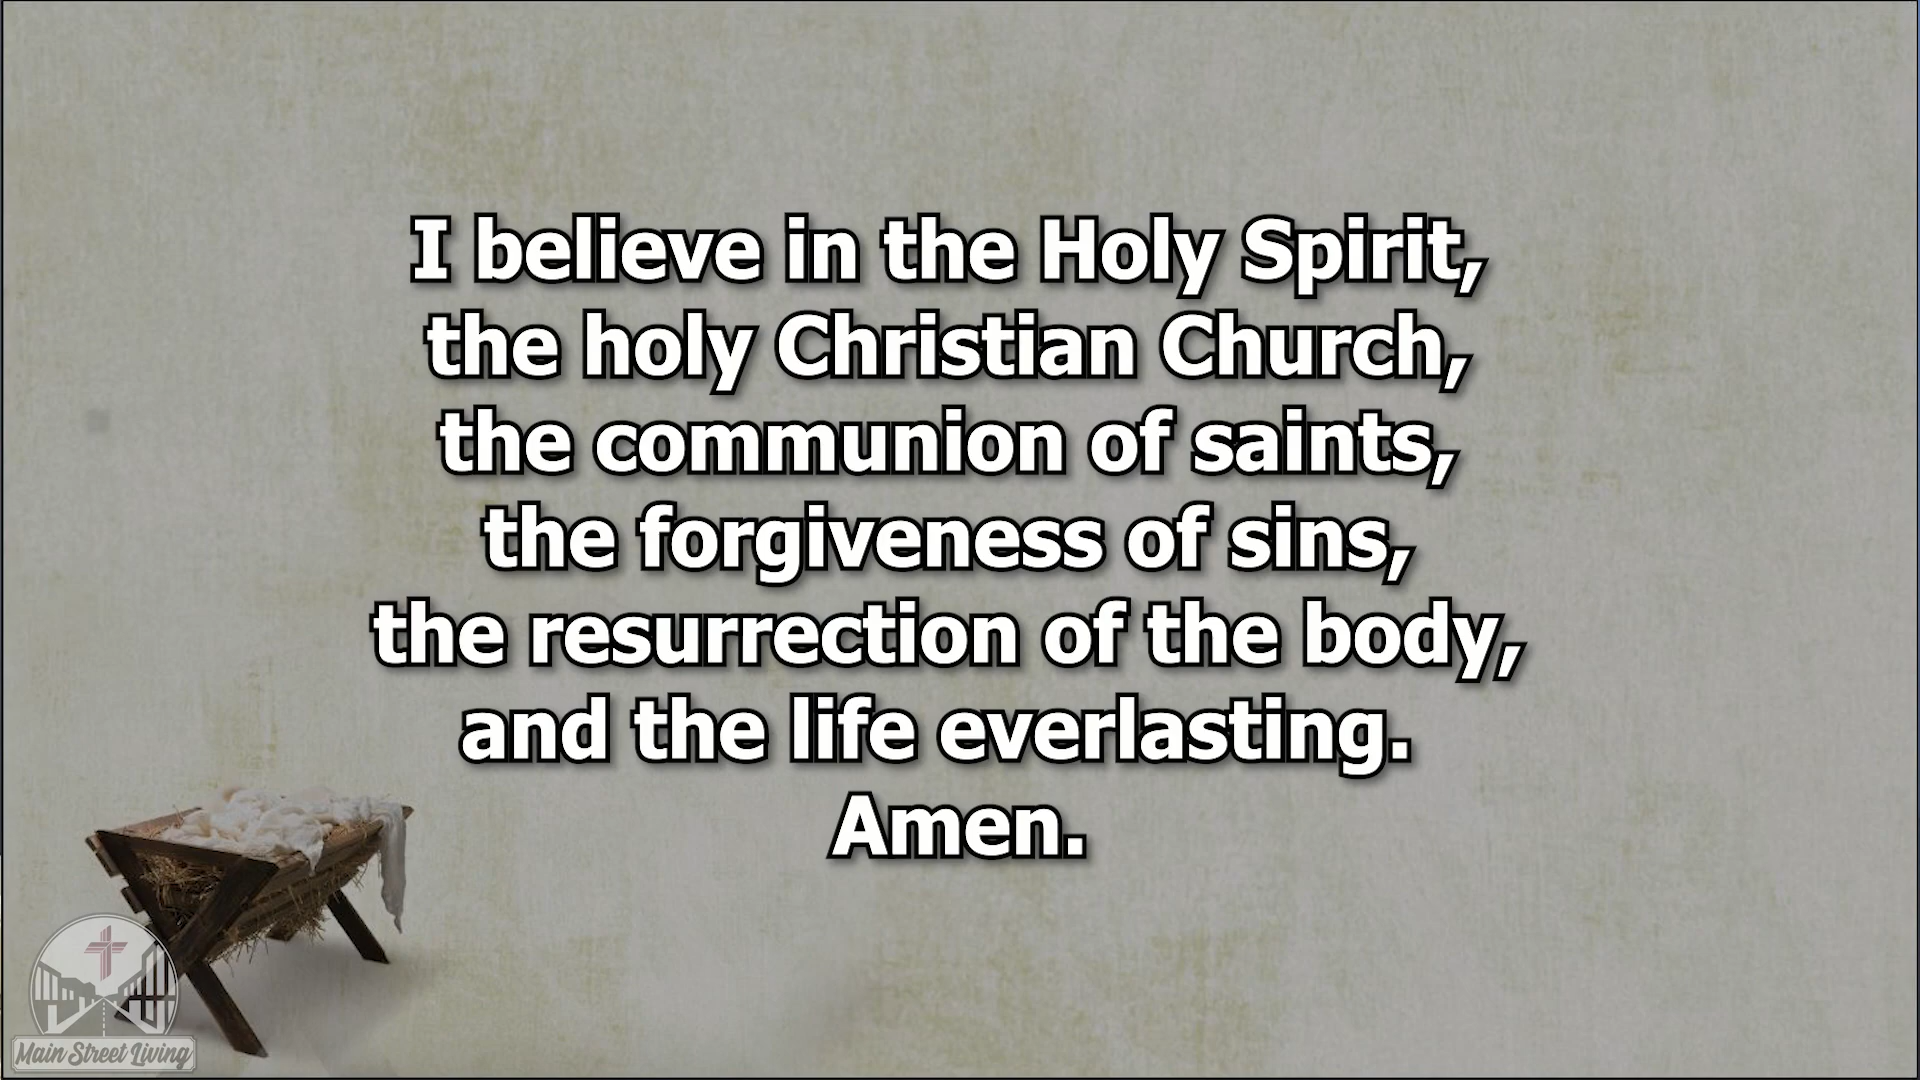 I believe in the Holy Spirit,
the holy Christian Church,
the communion of saints,
the forgiveness of sins,
the resurrection of the body,
and the life everlasting.
Amen.
Main Street Living